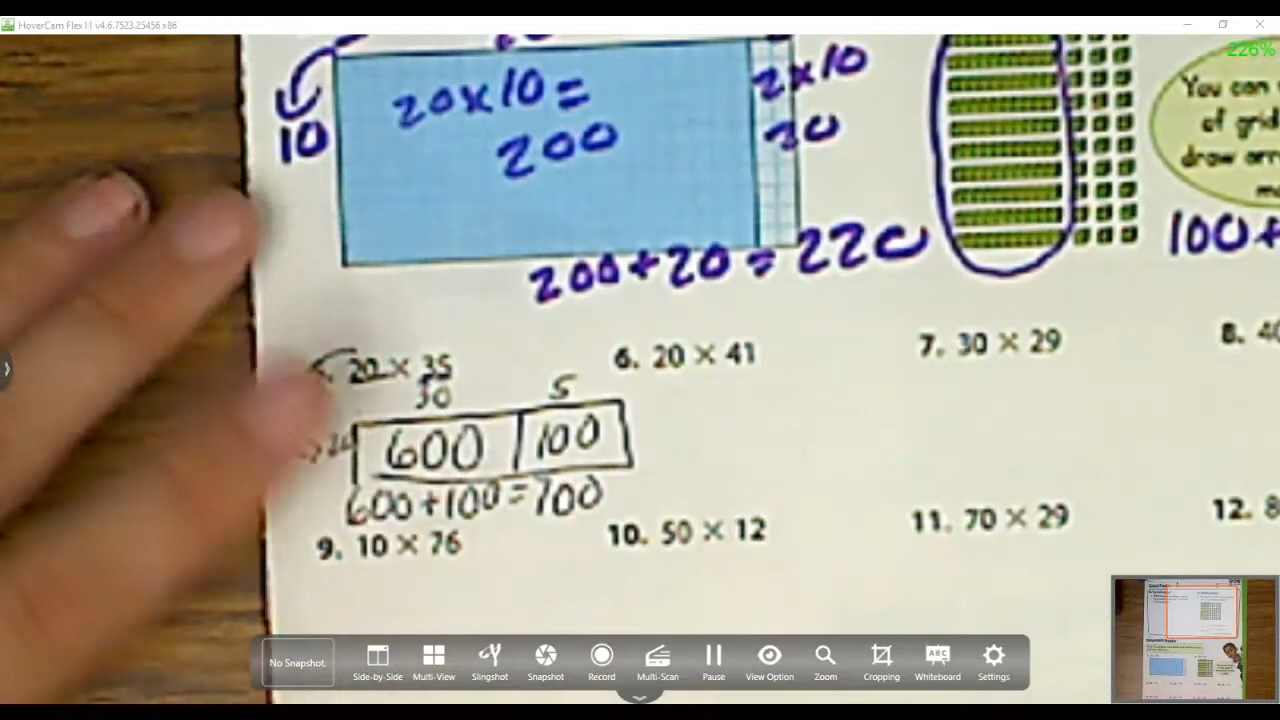 HoverCam Flex11 v4.6.7523.25456 x86
226%
20x10=
200
10
2x10
20
200+20=220
You can
of grid
draw arr
100+
20 × 35
30 5
600 100
600+100=700
6. 20 × 41
7. 30 × 29
8. 40
9. 10 × 76
10. 50 × 12
11. 70 × 29
12. 8
No Snapshot.
Side-by-Side
Multi-View
Slingshot
Snapshot
Record
Multi-Scan
Pause
View Option
Zoom
Cropping
ABC
Whiteboard
Settings